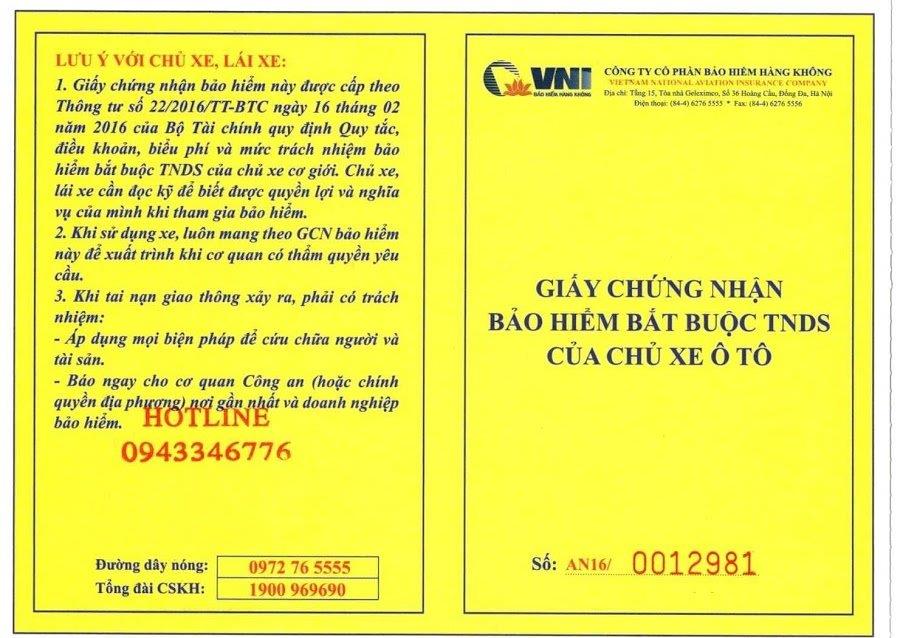 LƯU Ý VỚI CHỦ XE, LÁI XE:
1. Giấy chứng nhận bảo hiểm này được cấp theo
Thông tư số 22/2016/TT-BTC ngày 16 tháng 02
năm 2016 của Bộ Tài chính quy định Quy tắc,
điều khoản, biểu phí và mức trách nhiệm bảo
hiểm bắt buộc TNDS của chủ xe cơ giới. Chủ xe,
lái xe cần đọc kỹ để biết được quyền lợi và nghĩa
vụ của mình khi tham gia bảo hiểm.
2. Khi sử dụng xe, luôn mang theo GCN bảo hiểm
này để xuất trình khi cơ quan có thẩm quyền yêu
cầu.
3. Khi tai nạn giao thông xảy ra, phải có trách
nhiệm:
- Áp dụng mọi biện pháp để cứu chữa người và
tài sản.
- Báo ngay cho cơ quan Công an (hoặc chính
quyền địa phương) nơi gần nhất và doanh nghiệp
bảo hiểm.
HOTLINE
0943346776
Đường dây nóng: 0972 76 5555
Tổng đài CSKH: 1900 969690
VNI
BẢO HIỂM HÀNG KHÔNG
CÔNG TY CỔ PHẦN BẢO HIỂM HÀNG KHÔNG
VIETNAM NATIONAL AVIATION INSURANCE COMPANY
Địa chỉ: Tầng 15, Tòa nhà Geleximco, Số 36 Hoàng Cầu, Đống Đa, Hà Nội
Điện thoại: (84-4) 6276 5555 * Fax: (84-4) 6276 5556
GIẤY CHỨNG NHẬN
BẢO HIỂM BẮT BUỘC TNDS
CỦA CHỦ XE Ô TÔ
Số: AN16/ 0012981